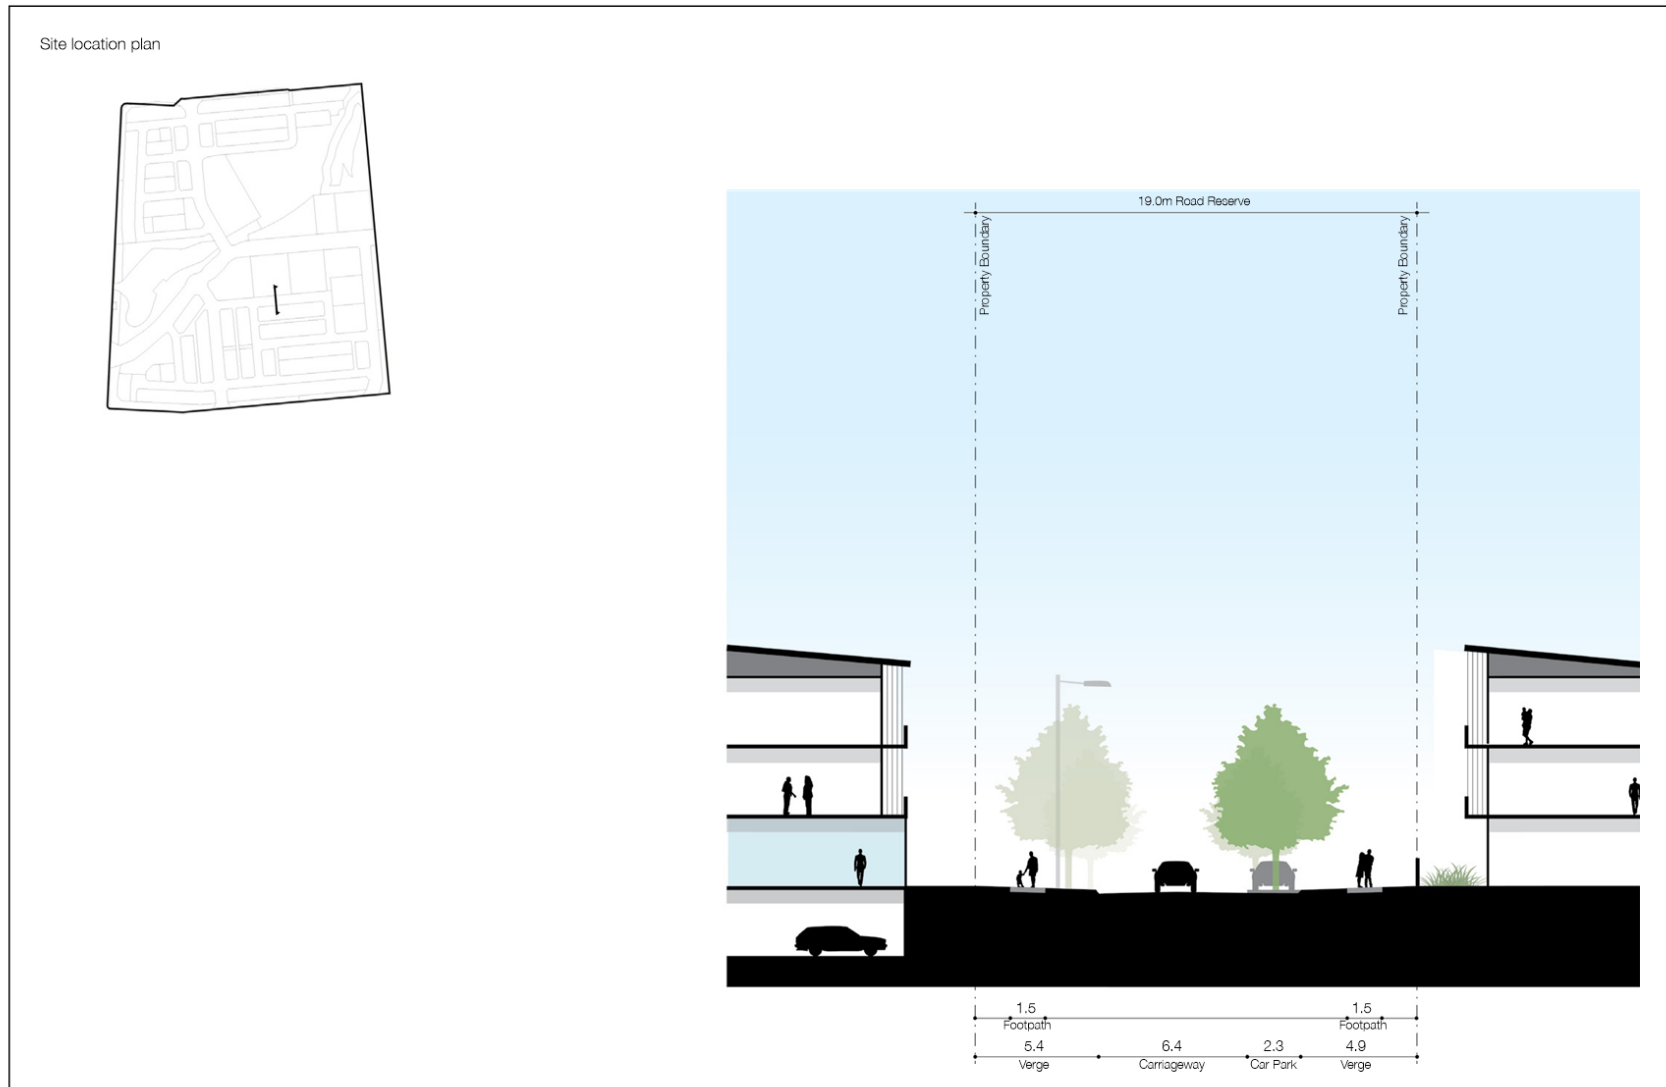 Site location plan
19.0m Road Reserve
Property Boundary
Property Boundary
1.5
Footpath
1.5
Footpath
5.4
Verge
6.4
Carriageway
2.3
Car Park
4.9
Verge